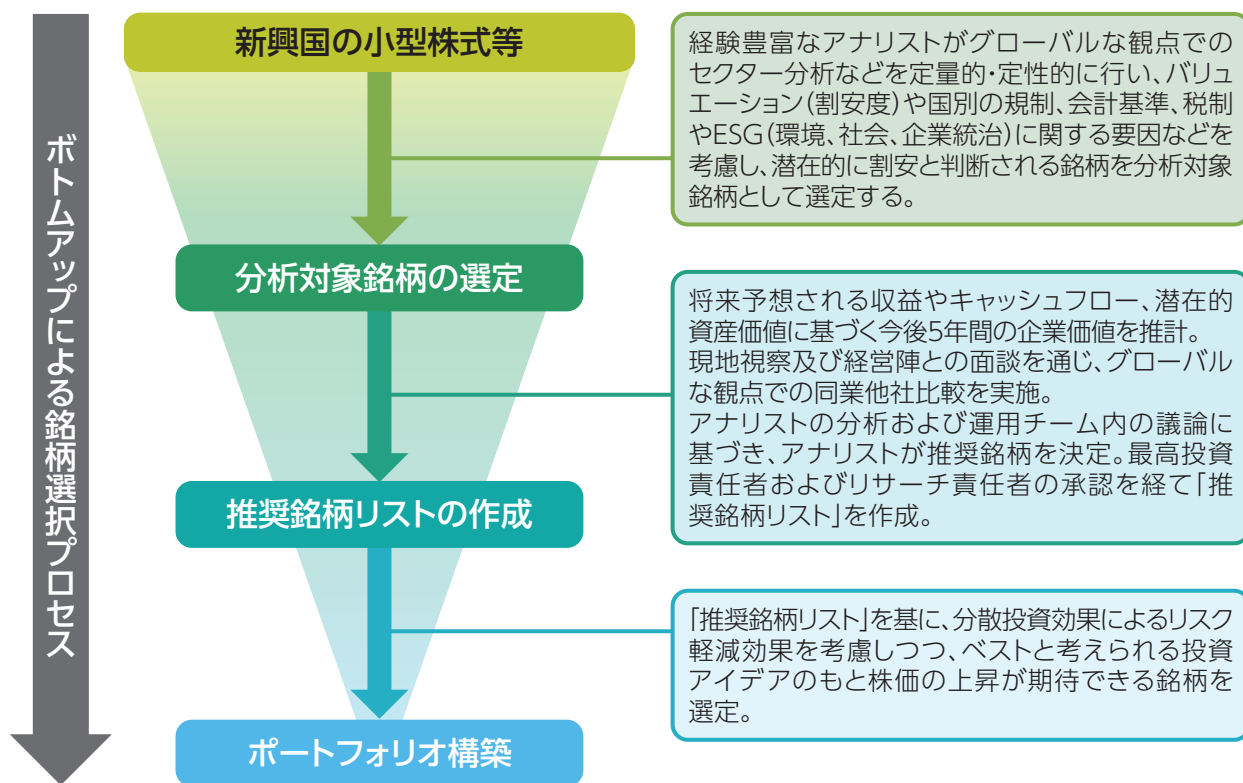 ボトムアップによる銘柄選択プロセス
新興国の小型株式等
経験豊富なアナリストがグローバルな観点での
セクター分析などを定量的・定性的に行い、バリュ
エーション(割安度)や国別の規制、会計基準、税制
やESG(環境、社会、企業統治)に関する要因などを
考慮し、潜在的に割安と判断される銘柄を分析対象
銘柄として選定する。
分析対象銘柄の選定
将来予想される収益やキャッシュフロー、潜在的
資産価値に基づく今後5年間の企業価値を推計。
現地視察及び経営陣との面談を通じ、グローバル
な観点での同業他社比較を実施。
アナリストの分析および運用チーム内の議論に
基づき、アナリストが推奨銘柄を決定。最高投資
責任者およびリサーチ責任者の承認を経て「推
奨銘柄リスト」を作成。
推奨銘柄リストの作成
「推奨銘柄リスト」を基に、分散投資効果によるリスク
軽減効果を考慮しつつ、ベストと考えられる投資
アイデアのもと株価の上昇が期待できる銘柄を
選定。
ポートフォリオ構築